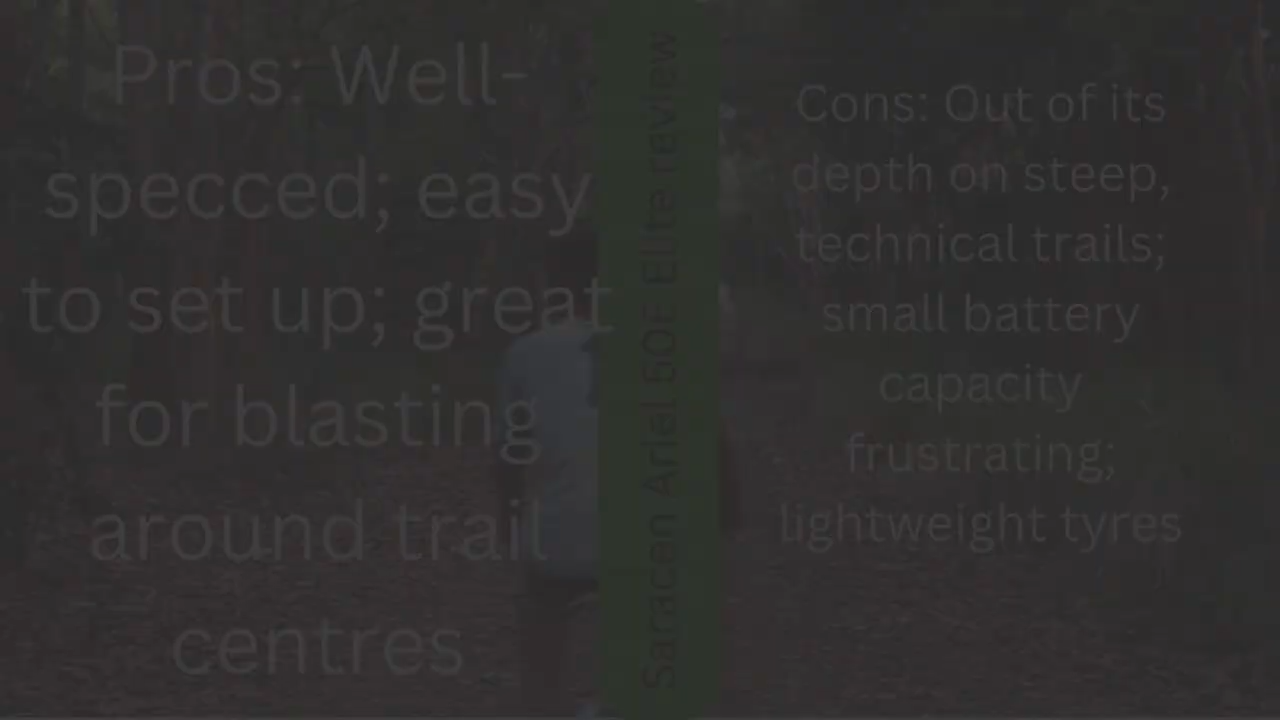 Pros: Well-
specced; easy
to set up; great
for blasting
around trail
centres
Saracen Ariel 60E Elite review
Cons: Out of its
depth on steep,
technical trails;
small battery
capacity
frustrating;
lightweight tyres